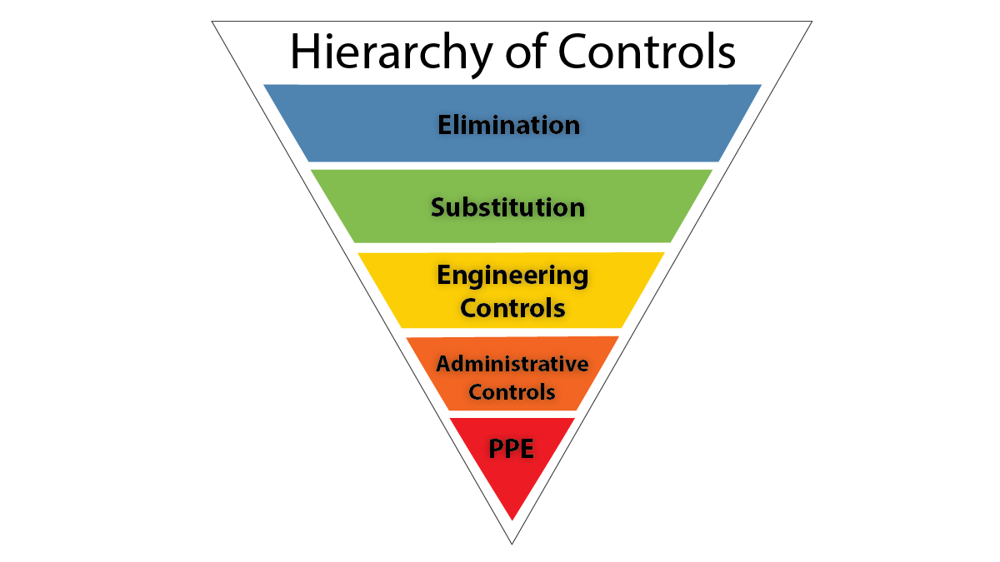 Hierarchy of Controls
Elimination
Substitution
Engineering
Controls
Administrative
Controls
PPE